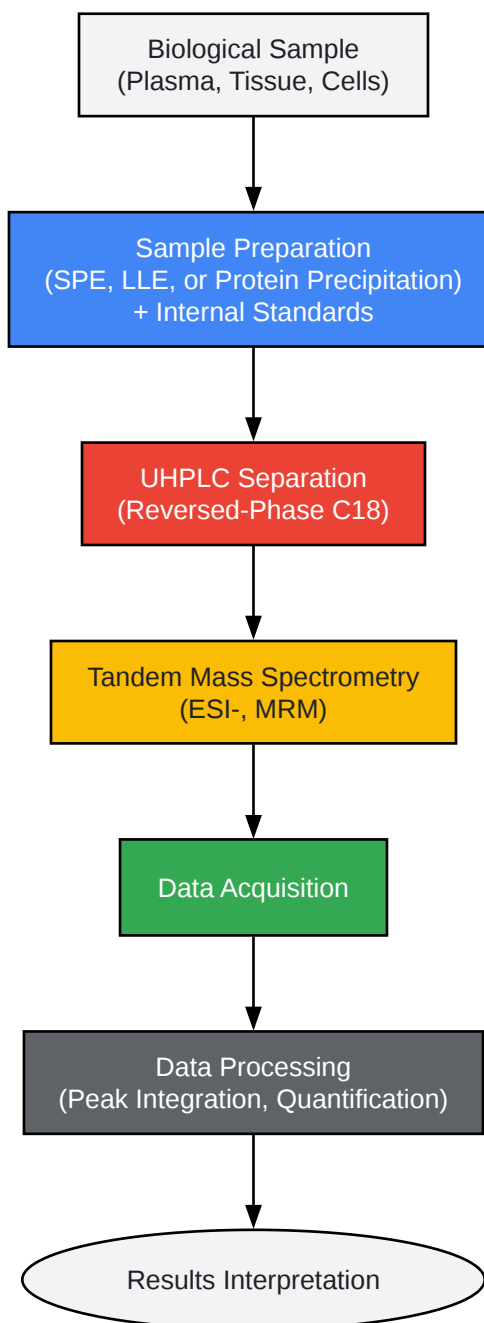 Biological Sample
(Plasma, Tissue, Cells)
Sample Preparation
(SPE, LLE, or Protein Precipitation)
+ Internal Standards
UHPLC Separation
(Reversed-Phase C18)
Tandem Mass Spectrometry
(ESI-, MRM)
Data Acquisition
Data Processing
(Peak Integration, Quantification)
Results Interpretation